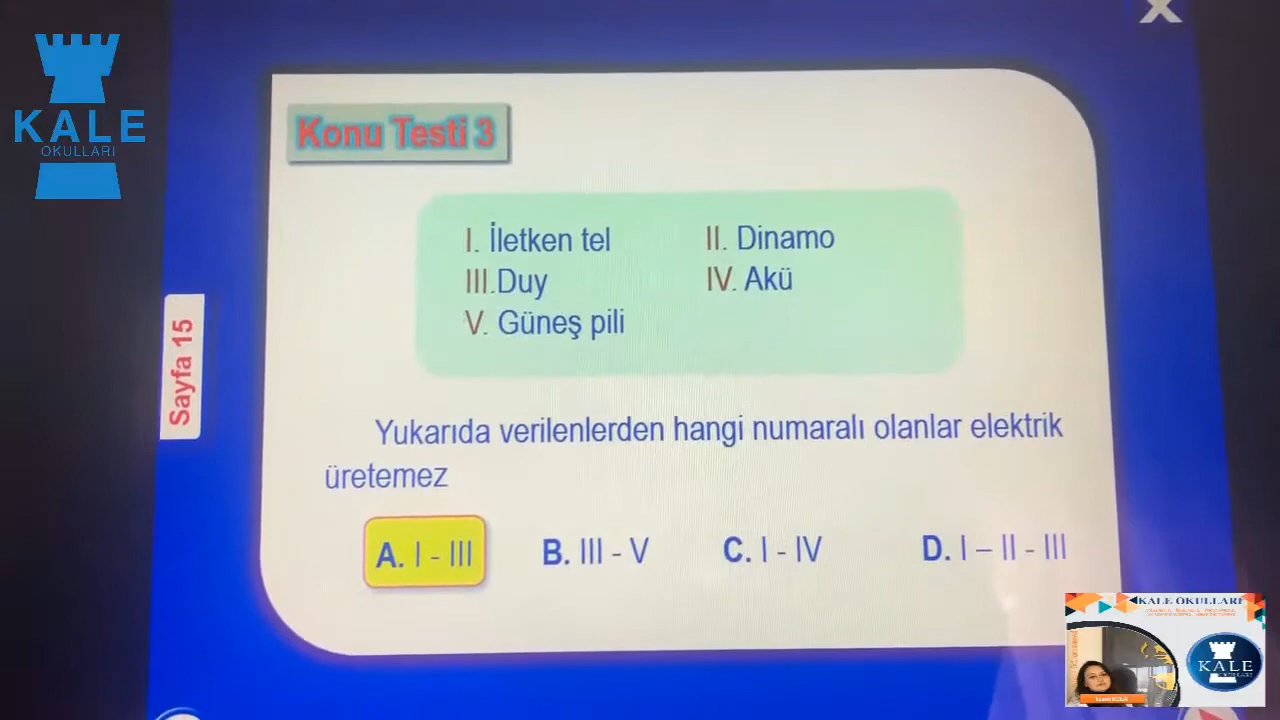 X
KALE
OKULLARI
Konu Testi 3
I. İletken tel
II. Dinamo
III.Duy
IV. Akü
V. Güneş pili
Sayfa 15
Yukarıda verilenlerden hangi numaralı olanlar elektrik
üretemez
A. I - III
B. III - V
C. I - IV
D. I – II - III
KALE OKULLARI
KALE
OKULLARI